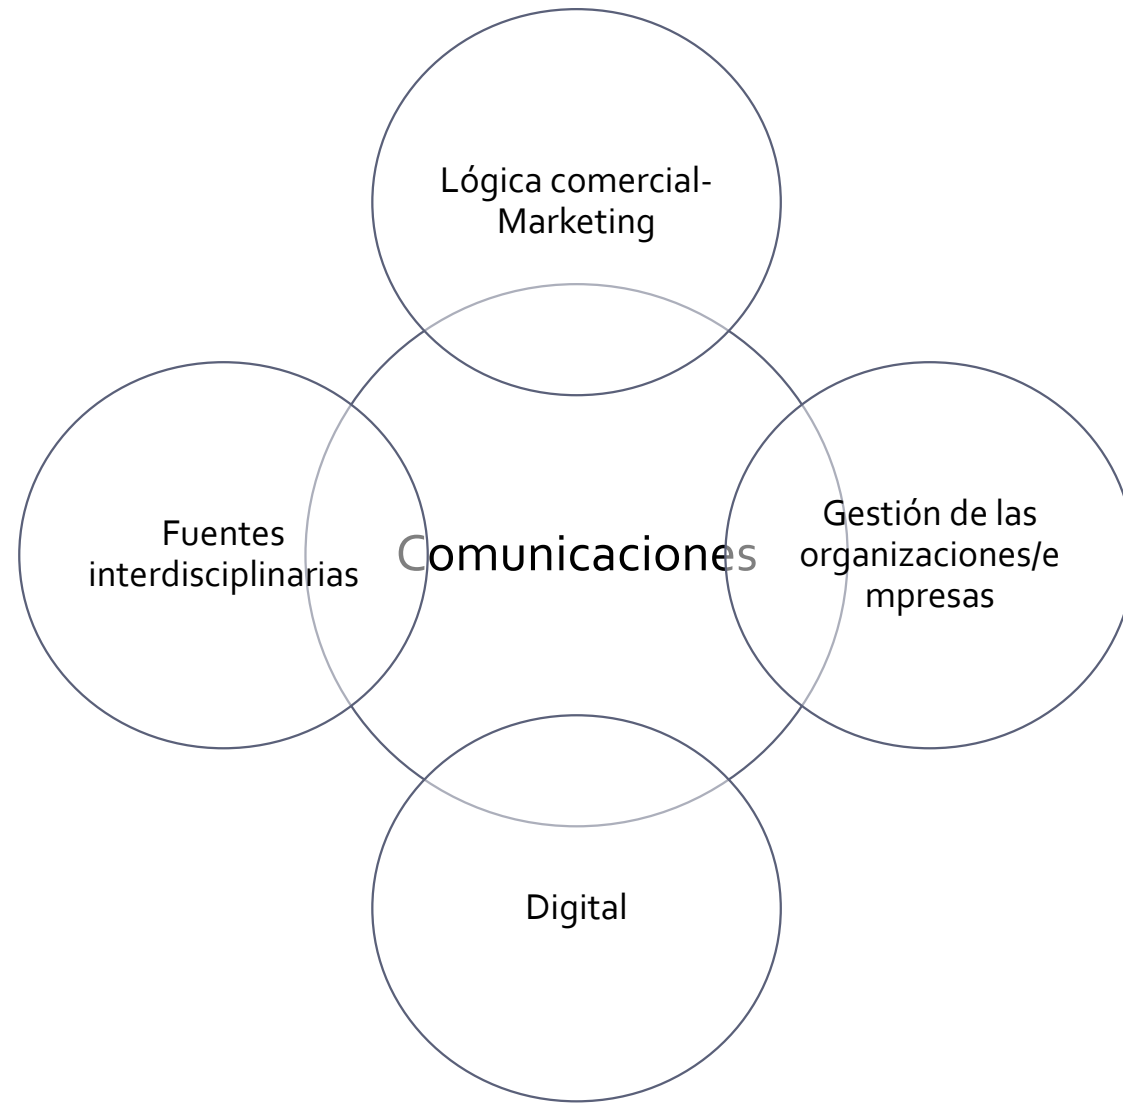 Lógica comercial-
Marketing
Fuentes
interdisciplinarias
Comunicaciones
Gestión de las
organizaciones/e
mpresas
Digital